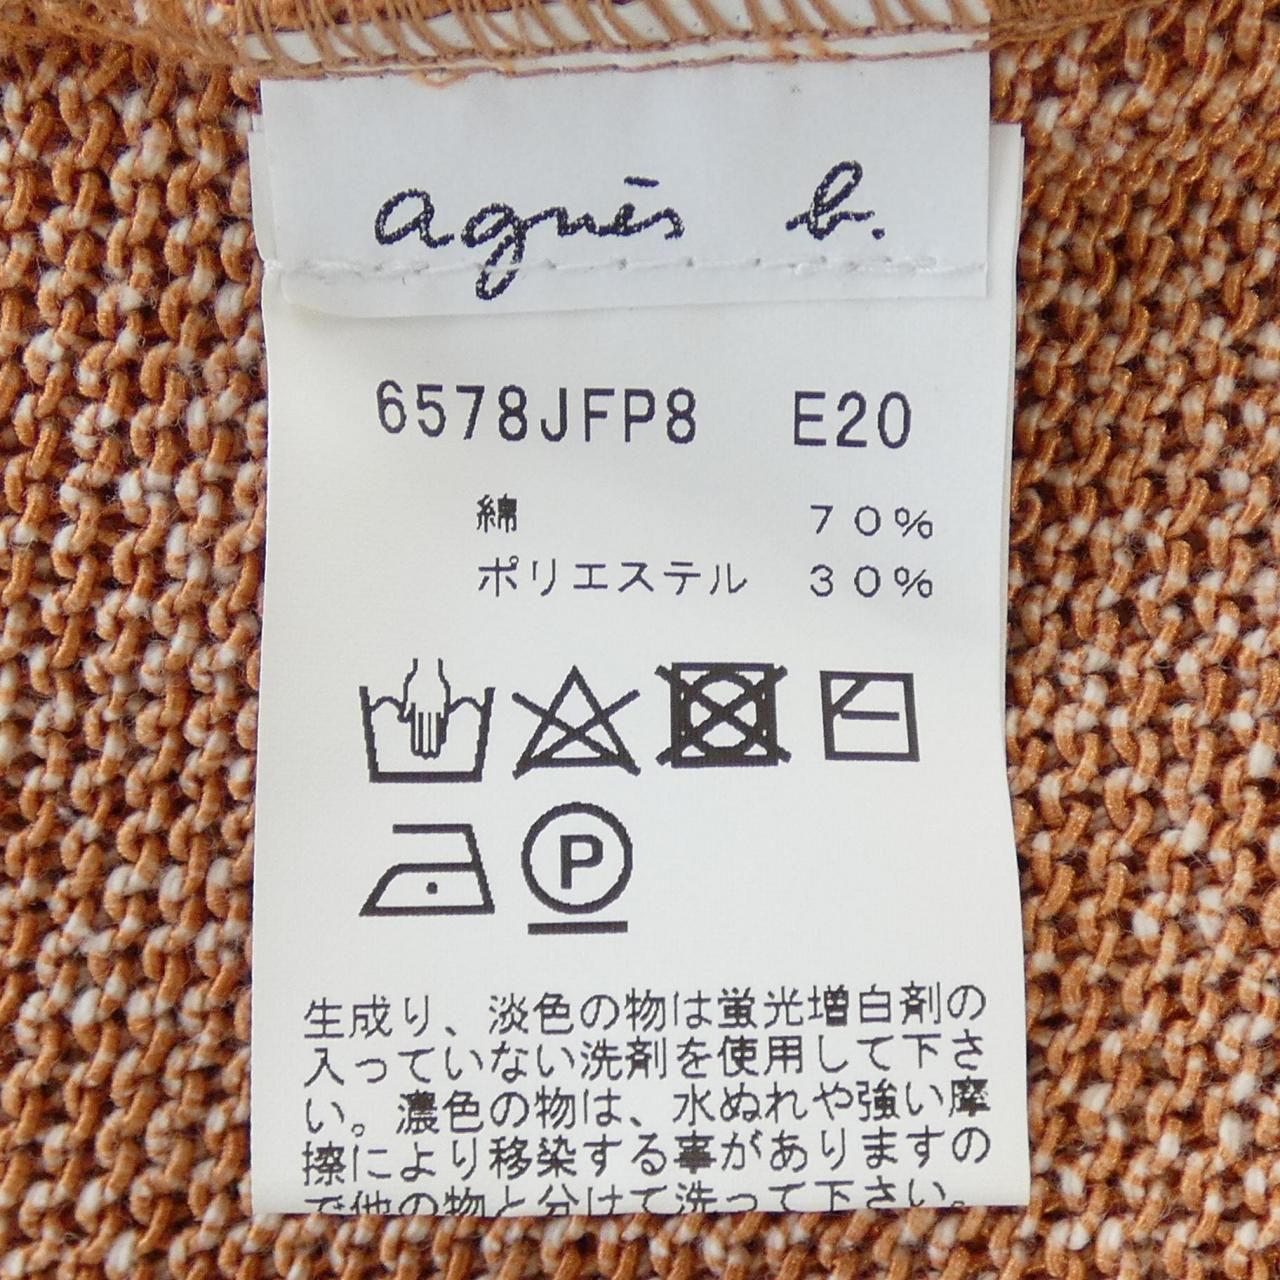 agnès b.
6578JFP8 E20
綿 70%
ポリエステル 30%
P
生成り、淡色の物は蛍光増白剤の
入っていない洗剤を使用して下さ
い。濃色の物は、水ぬれや強い摩
擦により移染する事がありますの
で他の物と分けて洗って下さい。